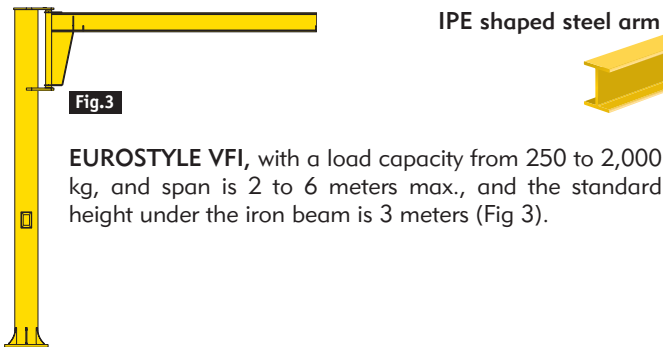 IPE shaped steel arm
Fig.3
EUROSTYLE VFI, with a load capacity from 250 to 2,000
kg, and span is 2 to 6 meters max., and the standard
height under the iron beam is 3 meters (Fig 3).